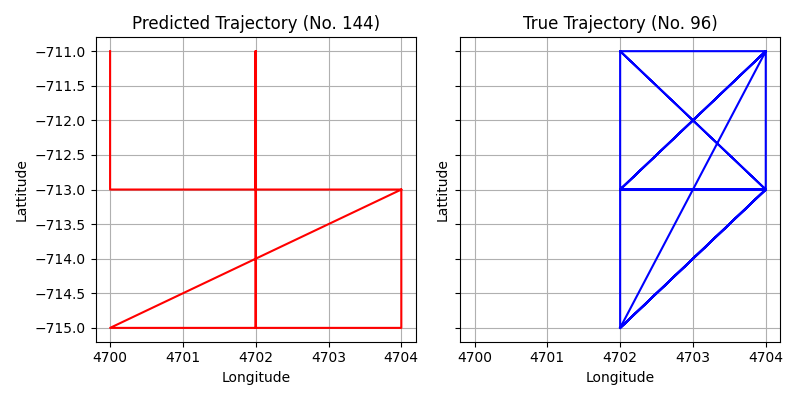 Predicted Trajectory (No. 144)
True Trajectory (No. 96)
Lattitude
−711.0
−711.5
−712.0
−712.5
−713.0
−713.5
−714.0
−714.5
−715.0
4700 4701 4702 4703 4704
Longitude
Lattitude
4700 4701 4702 4703 4704
Longitude